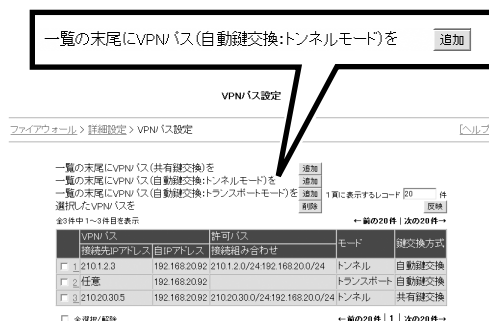 一覧の末尾にVPNパス(自動鍵交換:トンネルモード)を 追加
VPNパス設定
ファイアウォール > 詳細設定 > VPNパス設定 [ヘルプ
一覧の末尾にVPNパス(共有鍵交換)を 追加
一覧の末尾にVPNパス(自動鍵交換:トンネルモード)を 追加
一覧の末尾にVPNパス(自動鍵交換:トランスポートモード)を 追加 1頁に表示するレコード 20 件
選択したVPNパスを 削除 反映
全3件中 1~3件目を表示 ←前の20件 | 次の20件→
VPNパス 許可パス モード 鍵交換方式
接続先IPアドレス 自IPアドレス 接続組み合わせ
1 210.1.2.3 192.168.20.92 210.1.2.0/24:192.168.20.0/24 トンネル 自動鍵交換
2 任意 192.168.20.92 トランスポート 自動鍵交換
3 210.20.30.5 192.168.20.92 210.20.30.0/24:192.168.20.0/24 トンネル 共有鍵交換
全選択/解除 ←前の20件 | 1 | 次の20件→